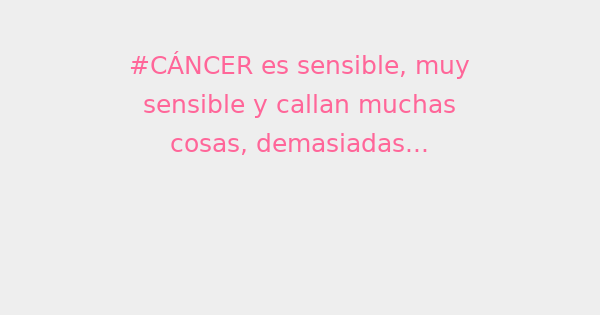 #CÁNCER es sensible, muy
sensible y callan muchas
cosas, demasiadas...